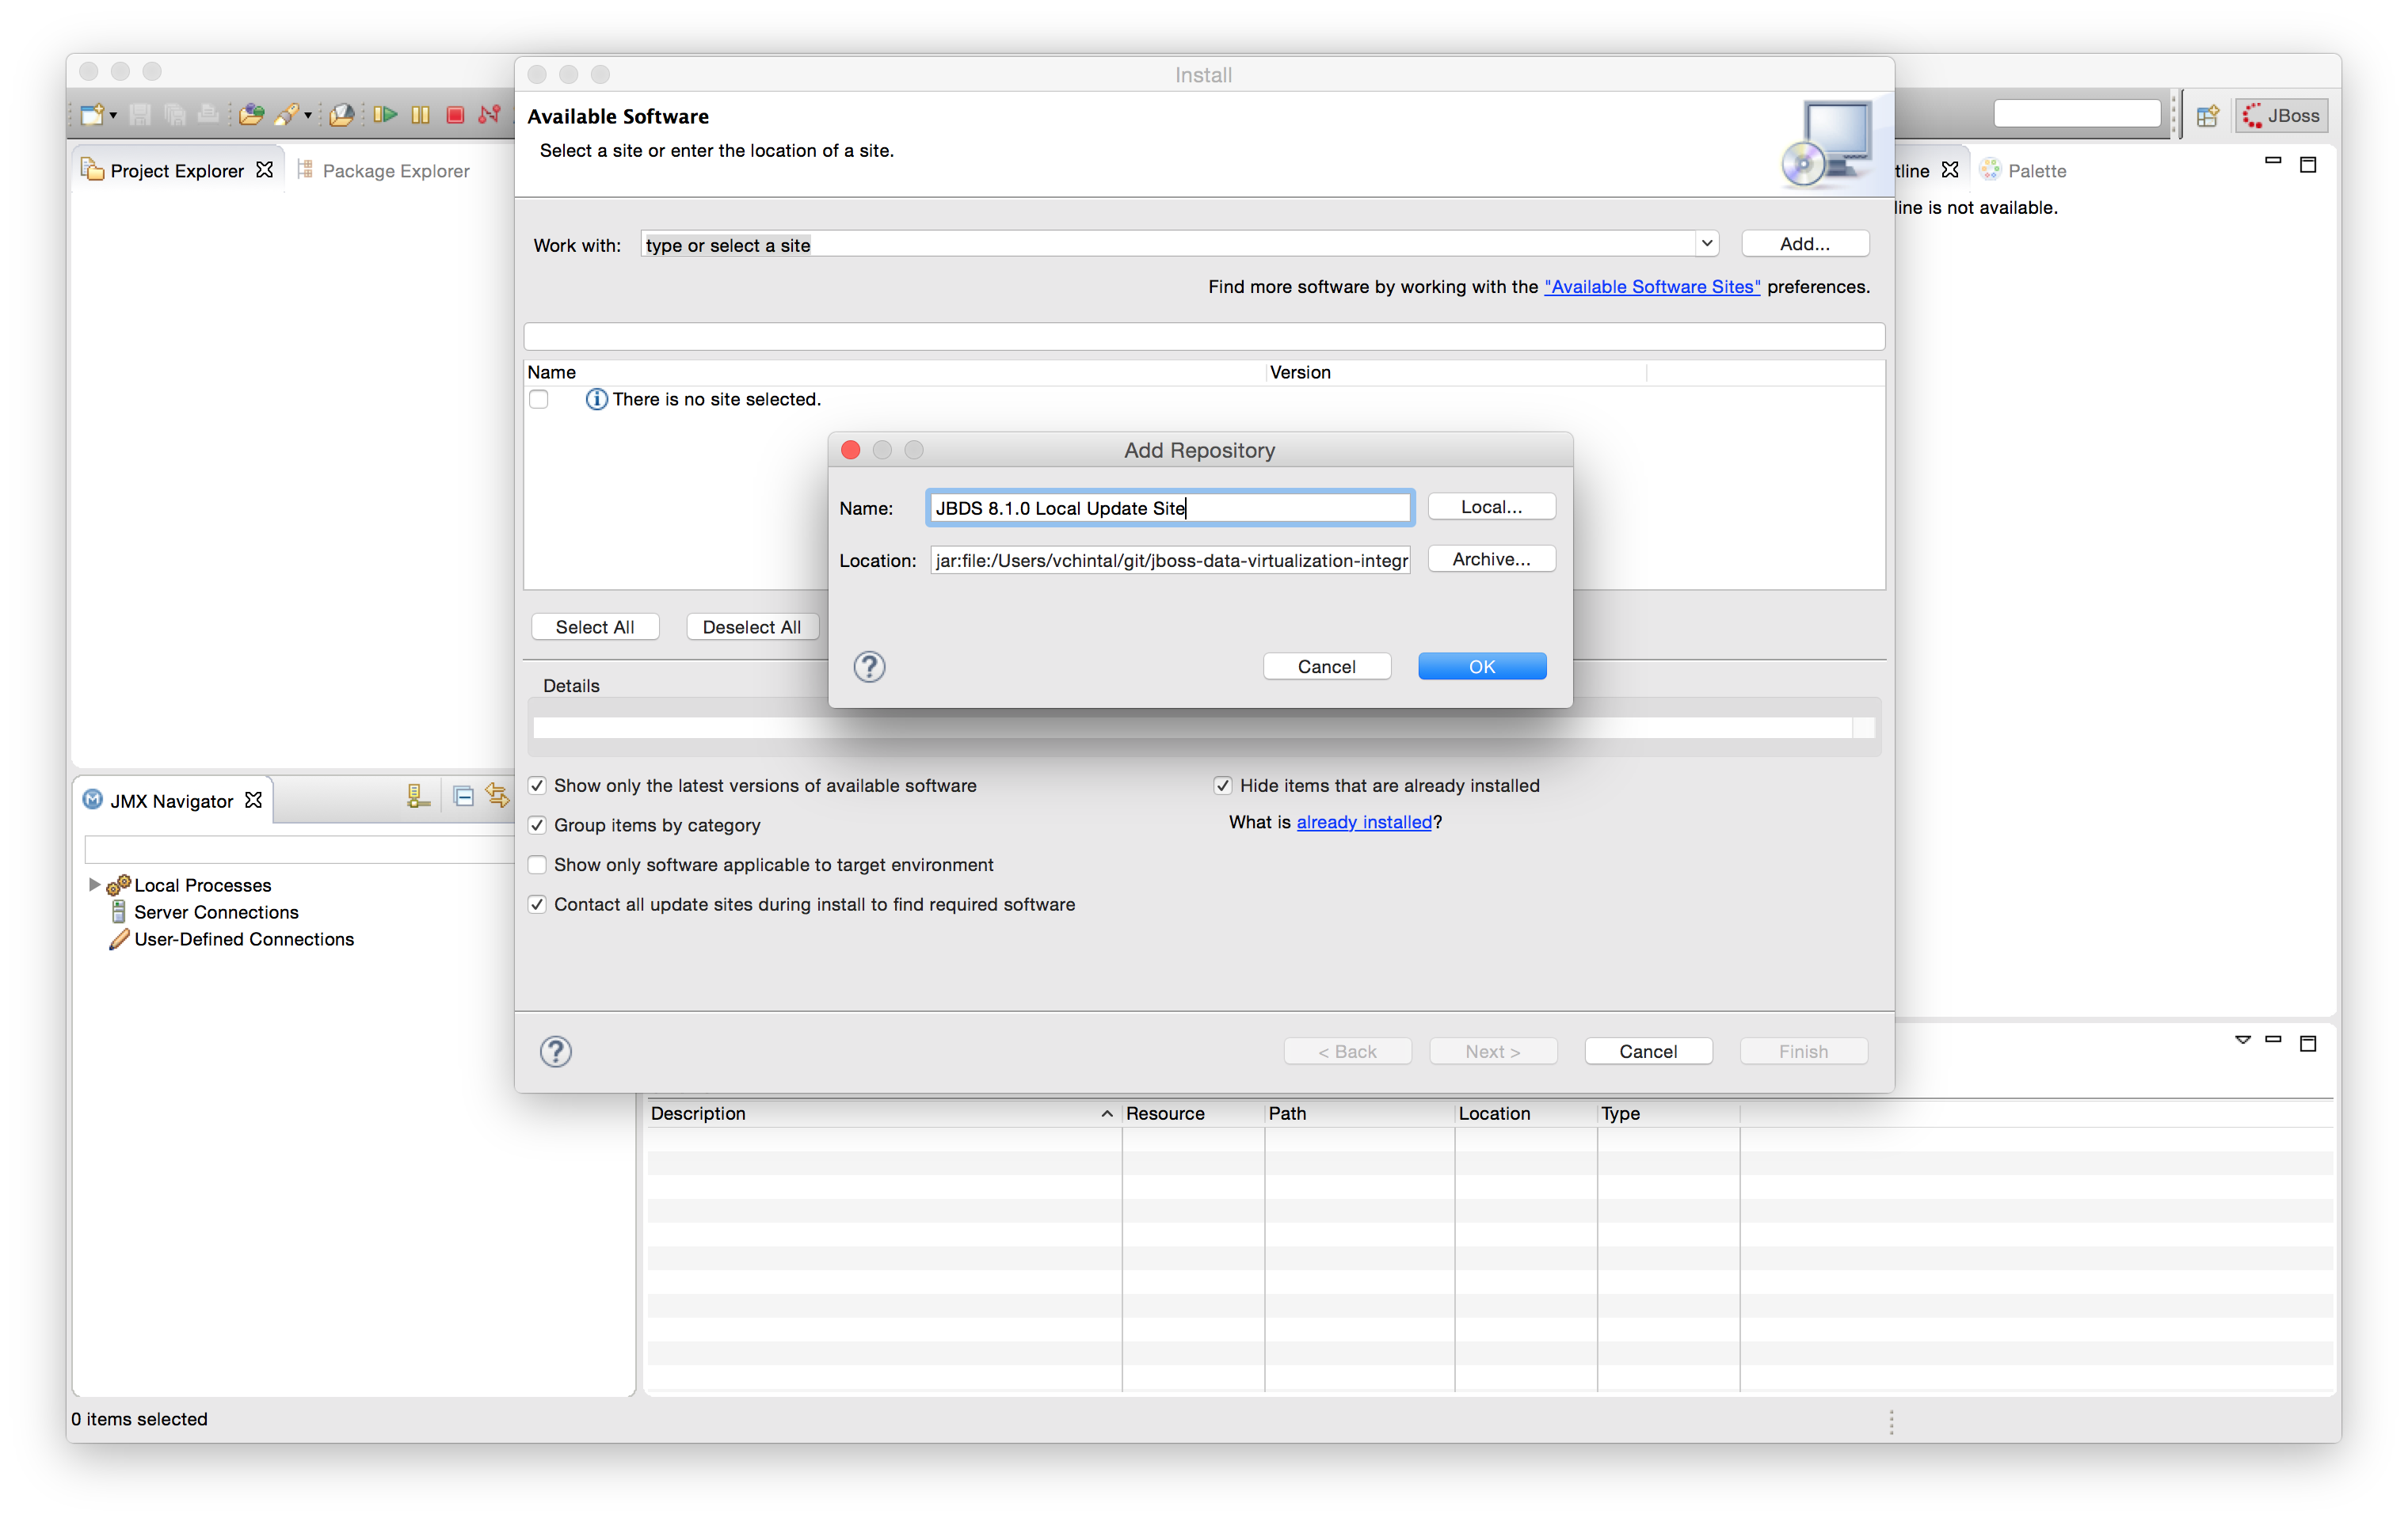 Install
Available Software
Select a site or enter the location of a site.
JBoss
Project Explorer
Package Explorer
tline
Palette
line is not available.
Work with:
type or select a site
Add...
Find more software by working with the "Available Software Sites" preferences.
Name
Version
There is no site selected.
Add Repository
Name:
JBDS 8.1.0 Local Update Site
Local...
Location:
jar:file:/Users/vchintal/git/jboss-data-virtualization-integr
Archive...
Cancel
OK
Select All
Deselect All
Details
Show only the latest versions of available software
Hide items that are already installed
Group items by category
What is already installed?
Show only software applicable to target environment
Contact all update sites during install to find required software
JMX Navigator
Local Processes
Server Connections
User-Defined Connections
< Back
Next >
Cancel
Finish
Description
Resource
Path
Location
Type
0 items selected